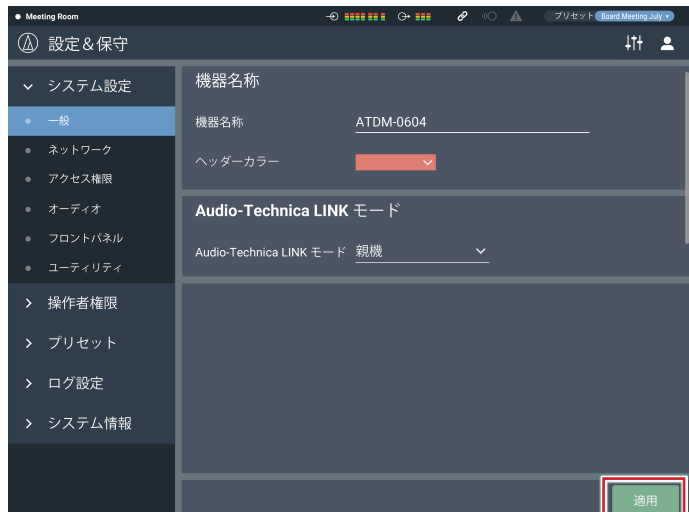 Meeting Room
プリセット Board Meeting July
設定＆保守
システム設定
一般
ネットワーク
アクセス権限
オーディオ
フロントパネル
ユーティリティ
操作者権限
プリセット
ログ設定
システム情報
機器名称
機器名称 ATDM-0604
ヘッダーカラー
Audio-Technica LINK モード
Audio-Technica LINK モード 親機
適用